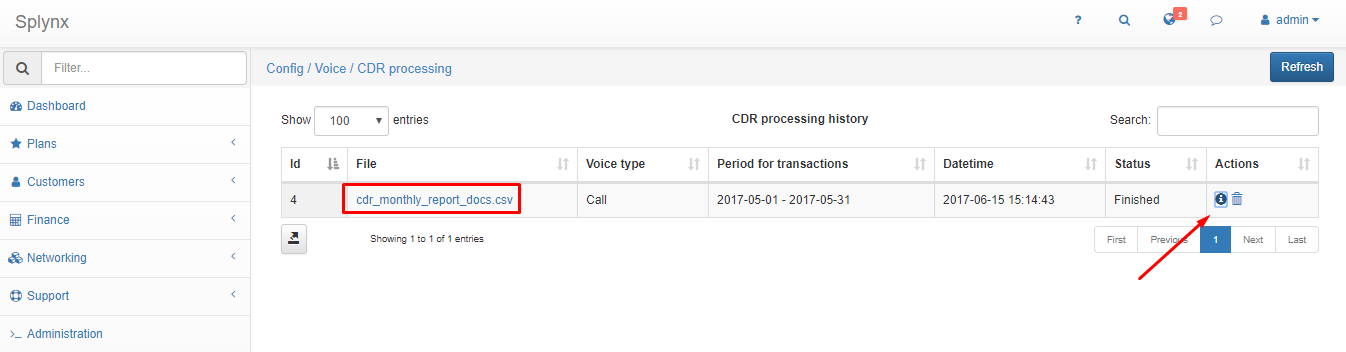 Splynx
?
2
admin
Filter...
Config / Voice / CDR processing
Refresh
Dashboard
Plans
Customers
Finance
Networking
Support
Administration
Show 100 entries
CDR processing history
Search:
Id File Voice type Period for transactions Datetime Status Actions
4 cdr_monthly_report_docs.csv Call 2017-05-01 - 2017-05-31 2017-06-15 15:14:43 Finished
Showing 1 to 1 of 1 entries
First Previous 1 Next Last